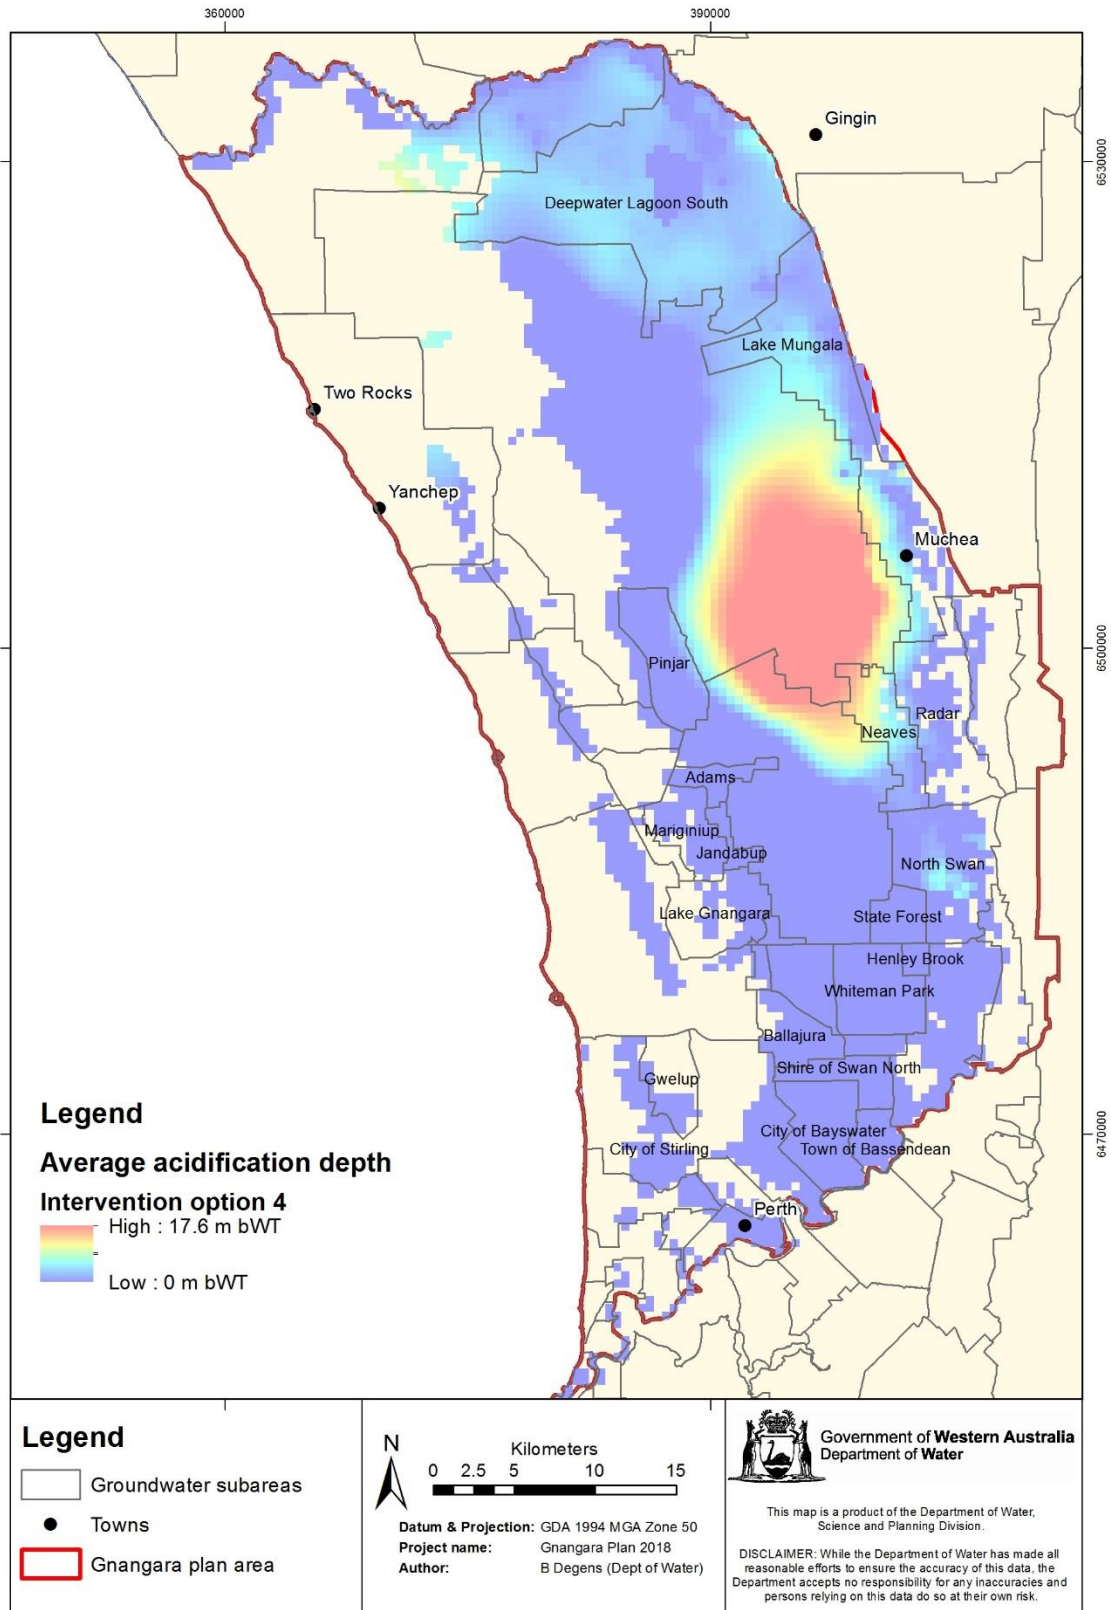 360000
390000
Gingin
6530000
Deepwater Lagoon South
Lake Mungala
Two Rocks
Yanchep
Muchea
6500000
Pinjar
Radar
Neaves
Adams
Mariginiup
Jandabup
North Swan
Lake Gnangara
State Forest
Henley Brook
Whiteman Park
Ballajura
Shire of Swan North
Gwelup
6470000
City of Bayswater
City of Stirling
Town of Bassendean
Perth
Legend
Average acidification depth
Intervention option 4
High : 17.6 m bWT
Low : 0 m bWT
Legend
Groundwater subareas
Towns
Gnangara plan area
N
Kilometers
0 2.5 5 10 15
Datum & Projection: GDA 1994 MGA Zone 50
Project name: Gnangara Plan 2018
Author: B Degens (Dept of Water)
Government of Western Australia
Department of Water
This map is a product of the Department of Water,
Science and Planning Division.
DISCLAIMER: While the Department of Water has made all
reasonable efforts to ensure the accuracy of this data, the
Department accepts no responsibility for any inaccuracies and
persons relying on this data do so at their own risk.